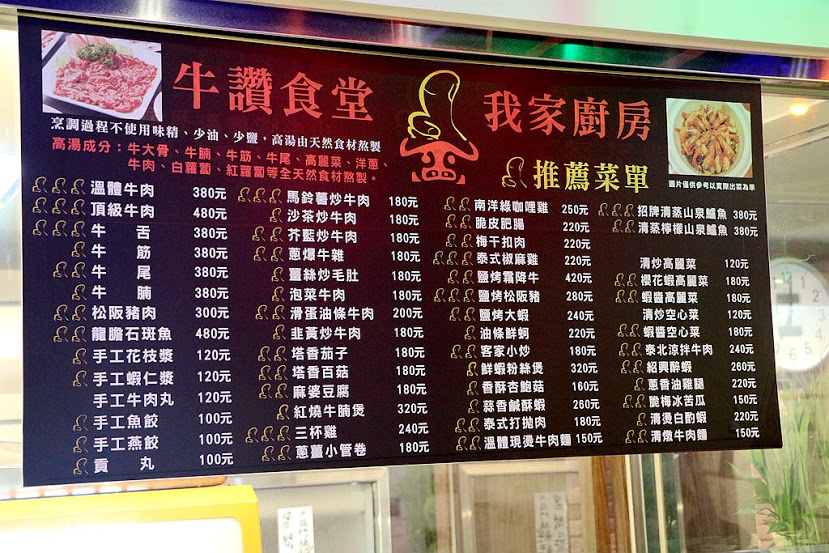 牛讚食堂
我家廚房
烹調過程不使用味精、少油、少鹽，高湯由天然食材熬製
高湯成分：牛大骨、牛腩、牛筋、牛尾、高麗菜、洋蔥、
牛肉、白蘿蔔、紅蘿蔔等全天然食材熬製。
推薦菜單
圖片僅供參考以實際出菜為準
溫體牛肉 380元
頂級牛肉 480元
牛舌 380元
牛筋 380元
牛尾 380元
牛腩 380元
松阪豬肉 300元
龍膽石斑魚 480元
手工花枝漿 120元
手工蝦仁漿 120元
手工牛肉丸 120元
手工魚餃 100元
手工燕餃 100元
貢丸 100元
馬鈴薯炒牛肉 180元
沙茶炒牛肉 180元
芥藍炒牛肉 180元
蔥爆牛雜 180元
薑絲炒毛肚 180元
泡菜牛肉 180元
滑蛋油條牛肉 200元
韭黃炒牛肉 180元
塔香茄子 180元
塔香百菇 180元
麻婆豆腐 180元
紅燒牛腩煲 320元
三杯雞 240元
蔥薑小管卷 180元
南洋綠咖哩雞 250元
脆皮肥腸 220元
梅干扣肉 220元
泰式椒麻雞 220元
鹽烤霜降牛 420元
鹽烤松阪豬 280元
鹽烤大蝦 240元
油條鮮蚵 220元
客家小炒 180元
鮮蝦粉絲煲 320元
香酥杏鮑菇 160元
蒜香鹹酥蝦 260元
泰式打拋肉 180元
溫體現燙牛肉麵 150元
招牌清蒸山泉鱸魚 380元
清蒸檸檬山泉鱸魚 380元
清炒高麗菜 120元
櫻花蝦高麗菜 180元
蝦醬高麗菜 180元
清炒空心菜 120元
蝦醬空心菜 180元
泰北涼拌牛肉 240元
紹興醉蝦 260元
蔥香油雞腿 220元
脆梅冰苦瓜 150元
清燙白酌蝦 220元
清燉牛肉麵 150元